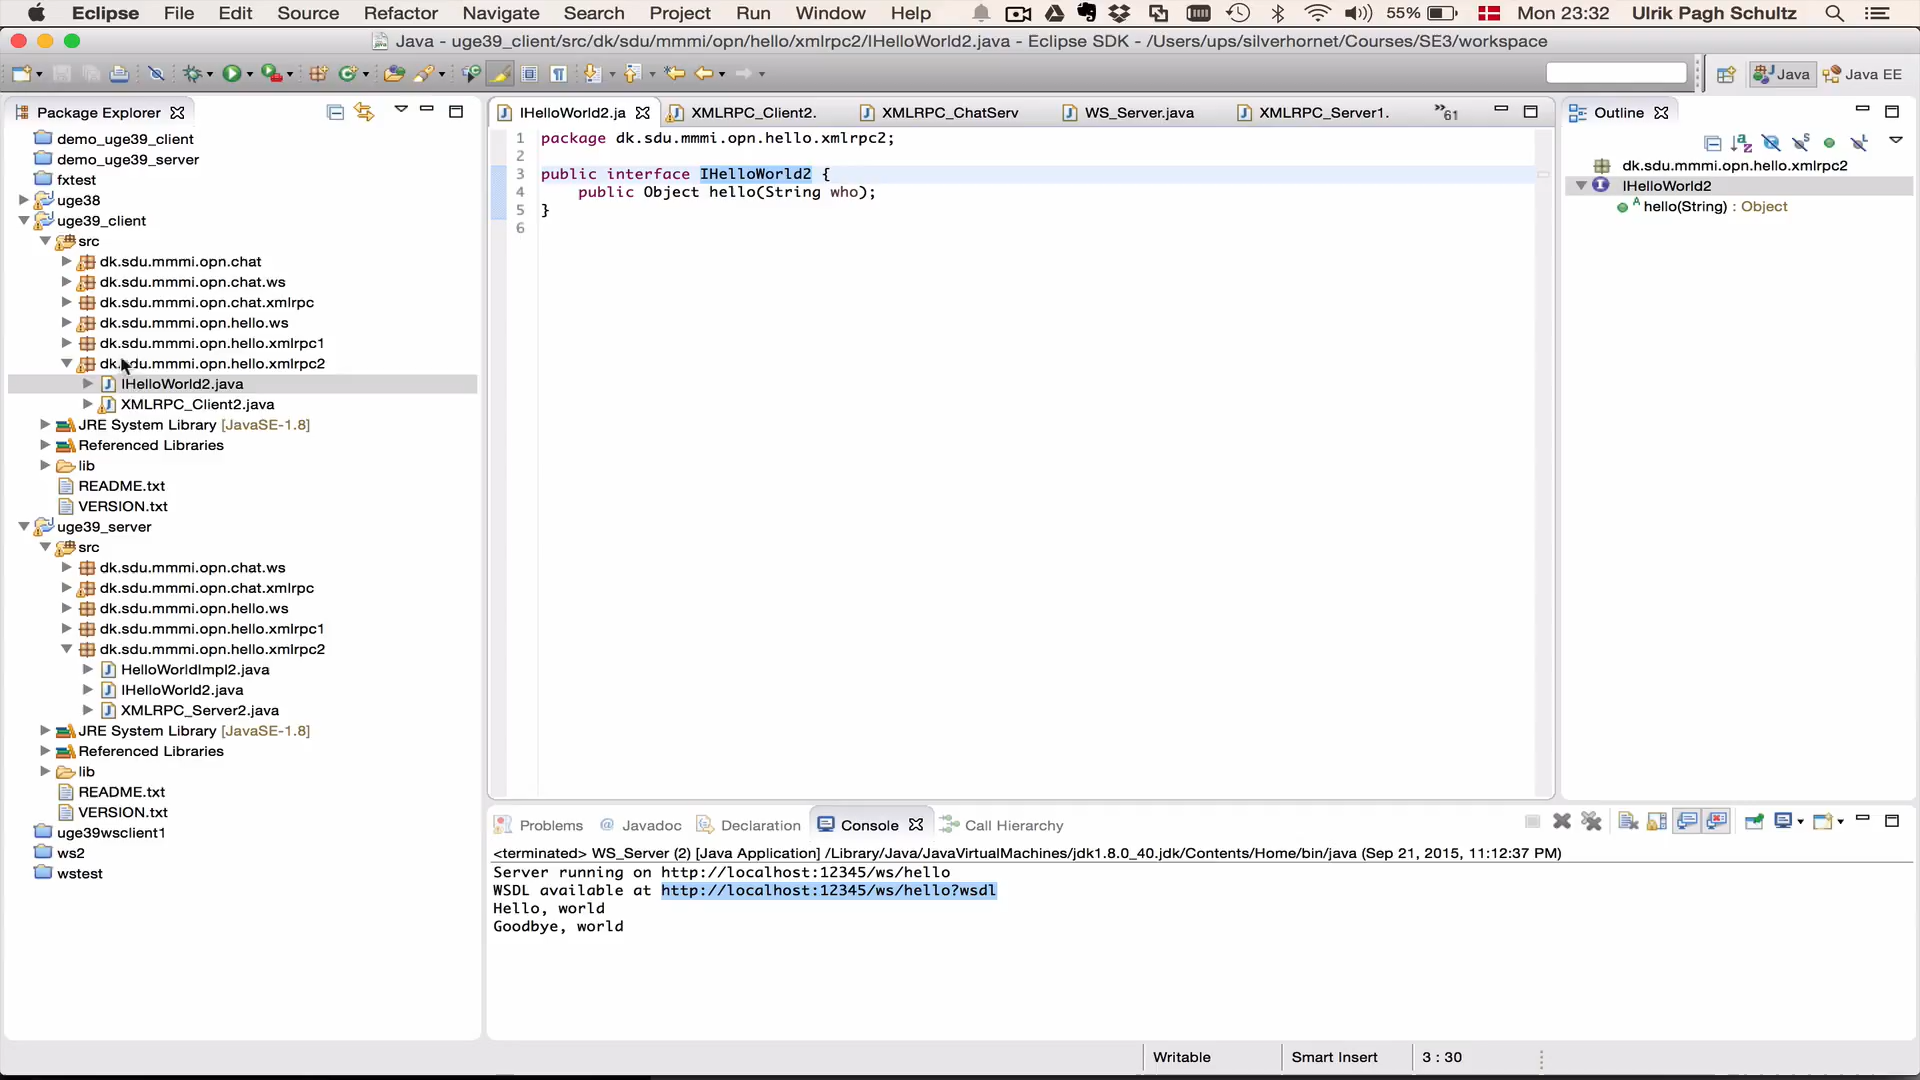 Eclipse File Edit Source Refactor Navigate Search Project Run Window Help 55% Mon 23:32 Ulrik Pagh Schultz
Java - uge39_client/src/dk/sdu/mmmi/opn/hello/xmlrpc2/IHelloWorld2.java - Eclipse SDK - /Users/ups/silverhornet/Courses/SE3/workspace
Java Java EE
Package Explorer
demo_uge39_client
demo_uge39_server
fxtest
uge38
uge39_client
src
dk.sdu.mmmi.opn.chat
dk.sdu.mmmi.opn.chat.ws
dk.sdu.mmmi.opn.chat.xmlrpc
dk.sdu.mmmi.opn.hello.ws
dk.sdu.mmmi.opn.hello.xmlrpc1
dk.sdu.mmmi.opn.hello.xmlrpc2
IHelloWorld2.java
XMLRPC_Client2.java
JRE System Library [JavaSE-1.8]
Referenced Libraries
lib
README.txt
VERSION.txt
uge39_server
src
dk.sdu.mmmi.opn.chat.ws
dk.sdu.mmmi.opn.chat.xmlrpc
dk.sdu.mmmi.opn.hello.ws
dk.sdu.mmmi.opn.hello.xmlrpc1
dk.sdu.mmmi.opn.hello.xmlrpc2
HelloWorldImpl2.java
IHelloWorld2.java
XMLRPC_Server2.java
JRE System Library [JavaSE-1.8]
Referenced Libraries
lib
README.txt
VERSION.txt
uge39wsclient1
ws2
wstest
IHelloWorld2.ja XMLRPC_Client2. XMLRPC_ChatServ WS_Server.java XMLRPC_Server1. »61
1 package dk.sdu.mmmi.opn.hello.xmlrpc2;
2
3 public interface IHelloWorld2 {
4 public Object hello(String who);
5 }
6
Outline
dk.sdu.mmmi.opn.hello.xmlrpc2
IHelloWorld2
hello(String) : Object
Problems @ Javadoc Declaration Console Call Hierarchy
<terminated> WS_Server (2) [Java Application] /Library/Java/JavaVirtualMachines/jdk1.8.0_40.jdk/Contents/Home/bin/java (Sep 21, 2015, 11:12:37 PM)
Server running on http://localhost:12345/ws/hello
WSDL available at http://localhost:12345/ws/hello?wsdl
Hello, world
Goodbye, world
Writable Smart Insert 3 : 30